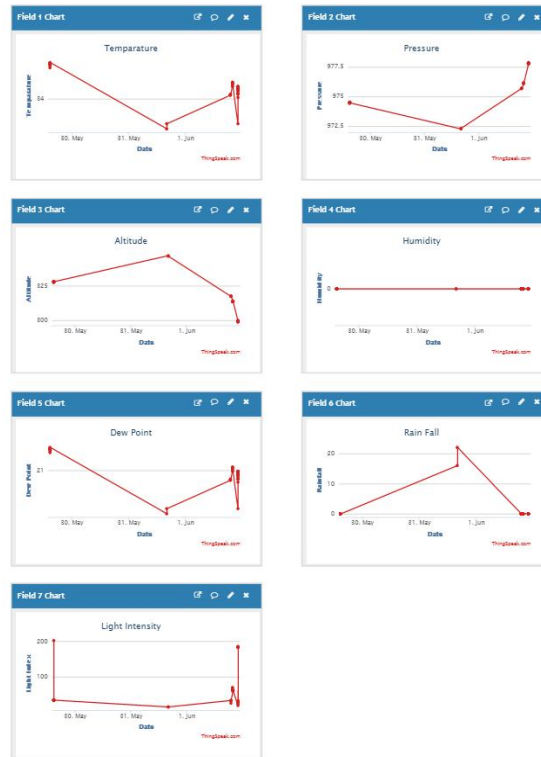 Field 1 Chart
Temparature
Temparature
34
30. May
31. May
1. Jun
Date
ThingSpeak.com
Field 2 Chart
Pressure
Pressure
977.5
975
972.5
30. May
31. May
1. Jun
Date
ThingSpeak.com
Field 3 Chart
Altitude
Altitude
325
300
30. May
31. May
1. Jun
Date
ThingSpeak.com
Field 4 Chart
Humidity
Humidity
0
30. May
31. May
1. Jun
Date
ThingSpeak.com
Field 5 Chart
Dew Point
Dew Point
21
30. May
31. May
1. Jun
Date
ThingSpeak.com
Field 6 Chart
Rain Fall
Rainfall
20
10
0
30. May
31. May
1. Jun
Date
ThingSpeak.com
Field 7 Chart
Light Intensity
Light Index
200
100
30. May
31. May
1. Jun
Date
ThingSpeak.com